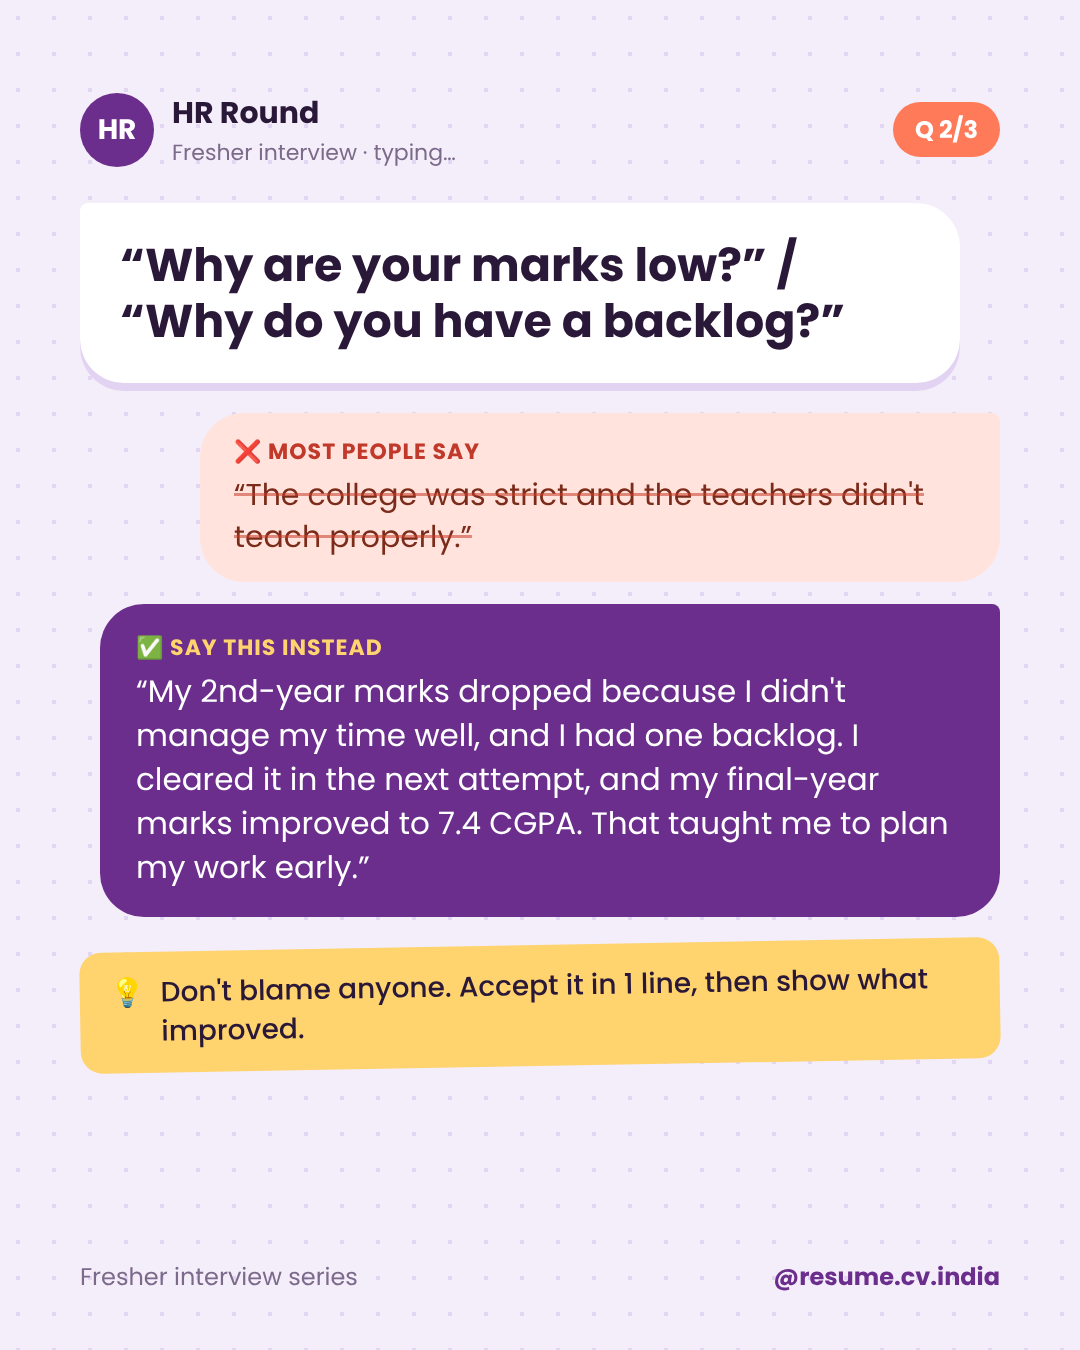 HR
HR Round
Fresher interview · typing...
Q 2/3
“Why are your marks low?” /
“Why do you have a backlog?”
❌ MOST PEOPLE SAY
“The college was strict and the teachers didn't
teach properly.”
✅ SAY THIS INSTEAD
“My 2nd-year marks dropped because I didn't
manage my time well, and I had one backlog. I
cleared it in the next attempt, and my final-year
marks improved to 7.4 CGPA. That taught me to plan
my work early.”
💡 Don't blame anyone. Accept it in 1 line, then show what
improved.
Fresher interview series
@resume.cv.india